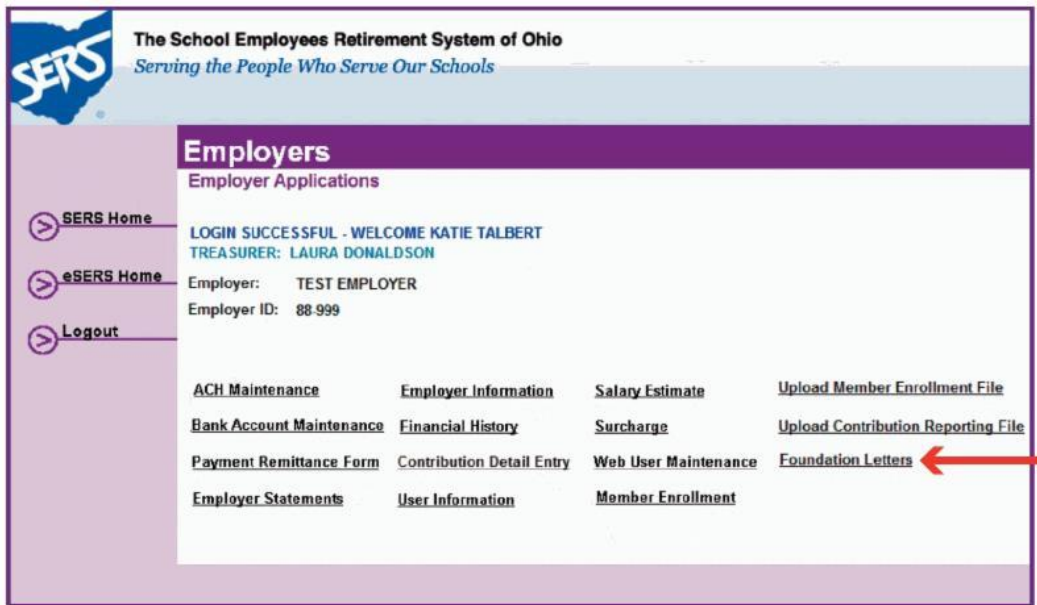 SERS
The School Employees Retirement System of Ohio
Serving the People Who Serve Our Schools
Employers
Employer Applications
SERS Home
eSERS Home
Logout
LOGIN SUCCESSFUL - WELCOME KATIE TALBERT
TREASURER: LAURA DONALDSON
Employer: TEST EMPLOYER
Employer ID: 88-999
ACH Maintenance Employer Information Salary Estimate Upload Member Enrollment File
Bank Account Maintenance Financial History Surcharge Upload Contribution Reporting File
Payment Remittance Form Contribution Detail Entry Web User Maintenance Foundation Letters
Employer Statements User Information Member Enrollment